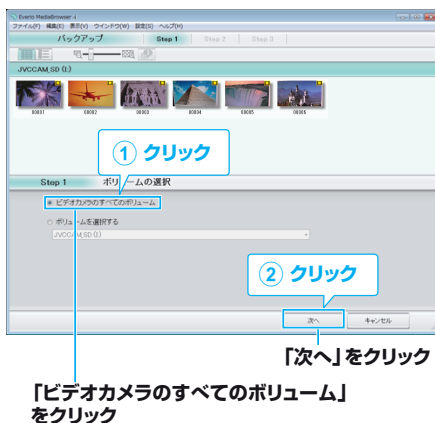 Everio MediaBrowser 4
ファイル(F) 編集(E) 表示(V) ウインドウ(W) 設定(S) ヘルプ(H)
バックアップ Step 1 Step 2 Step 3
JVCCAM_SD (I:)
00001 00002 00003 00004 00005 00006
① クリック
Step 1 ボリュームの選択
ビデオカメラのすべてのボリューム
ボリュームを選択する
JVCCAM_SD (I:)
② クリック
次へ キャンセル
「次へ」をクリック
「ビデオカメラのすべてのボリューム」
をクリック